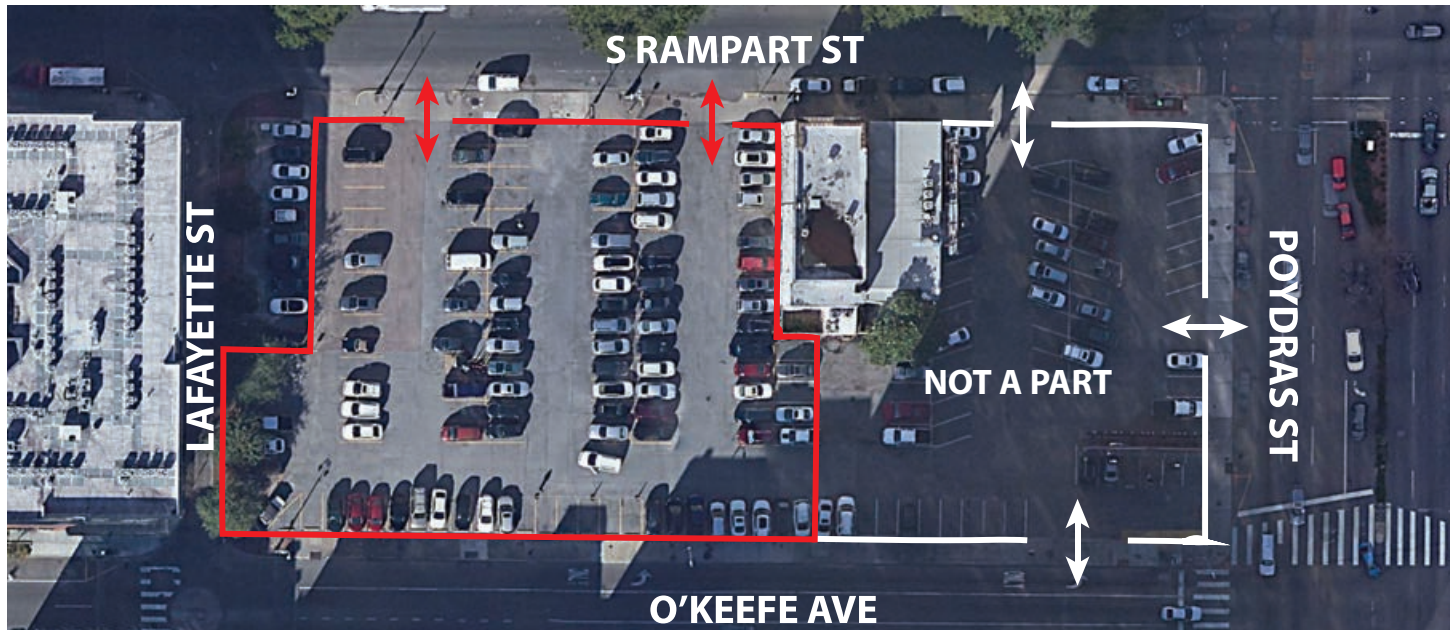 S RAMPART ST
LAFAYETTE ST
POYDRAS ST
NOT A PART
O'KEEFE AVE